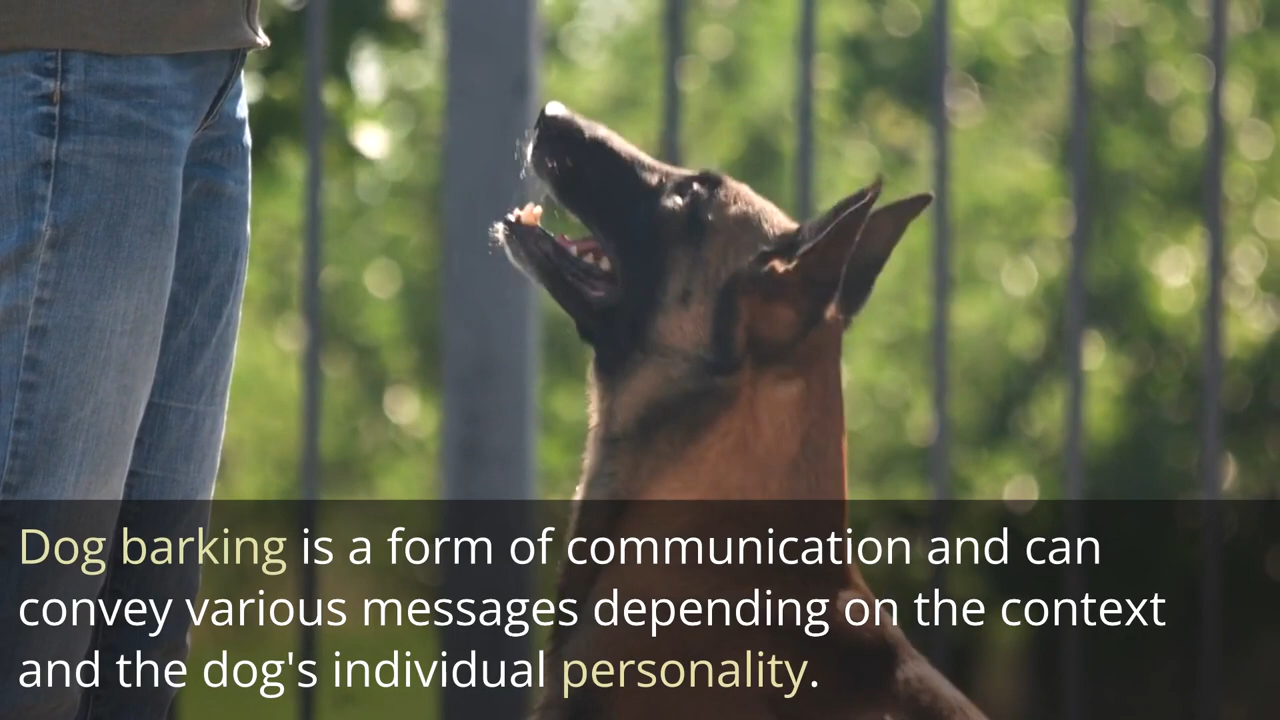 Dog barking is a form of communication and can
convey various messages depending on the context
and the dog's individual personality.